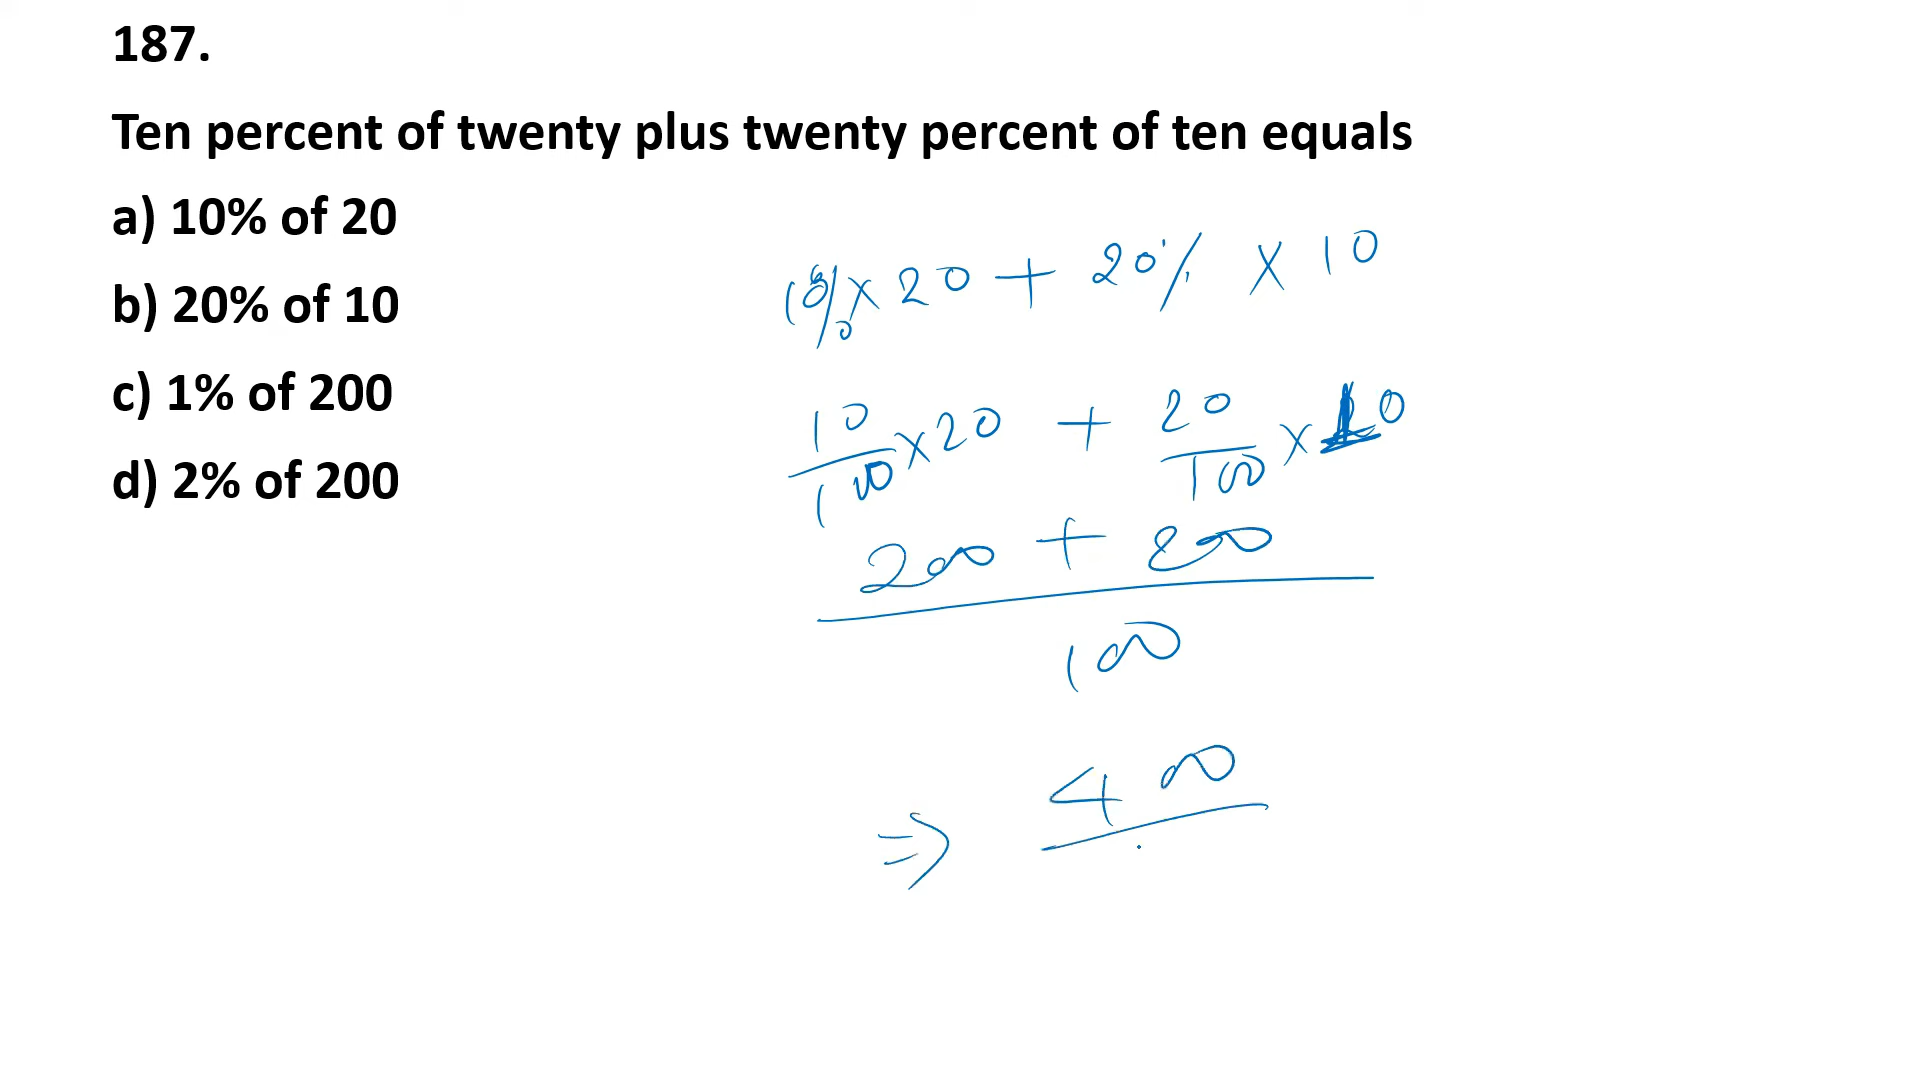 187.
Ten percent of twenty plus twenty percent of ten equals
a) 10% of 20
b) 20% of 10
c) 1% of 200
d) 2% of 200
10% × 20 + 20% × 10
10/100 × 20 + 20/100 × 10
200 + 200
100
⇒ 400